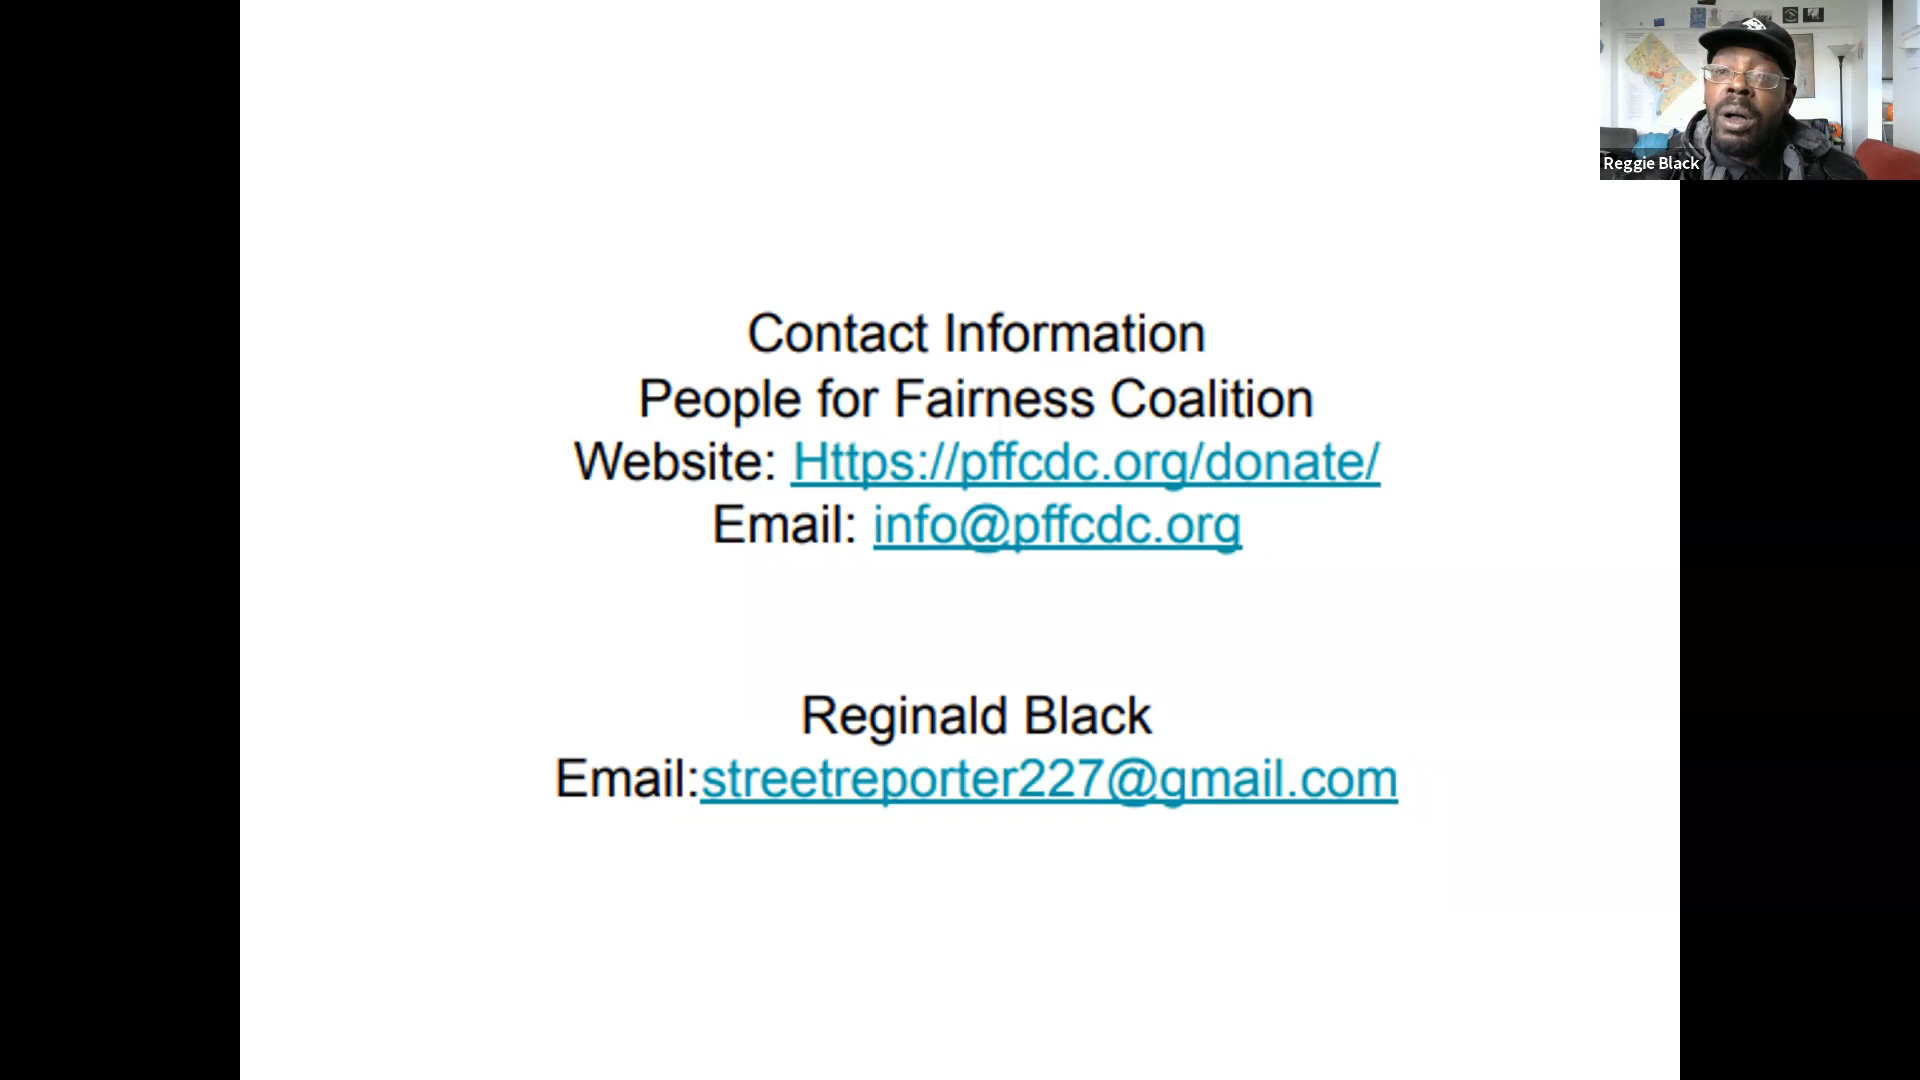 Contact Information
People for Fairness Coalition
Website: Https://pffcdc.org/donate/
Email: info@pffcdc.org
Reginald Black
Email:streetreporter227@gmail.com
Reggie Black